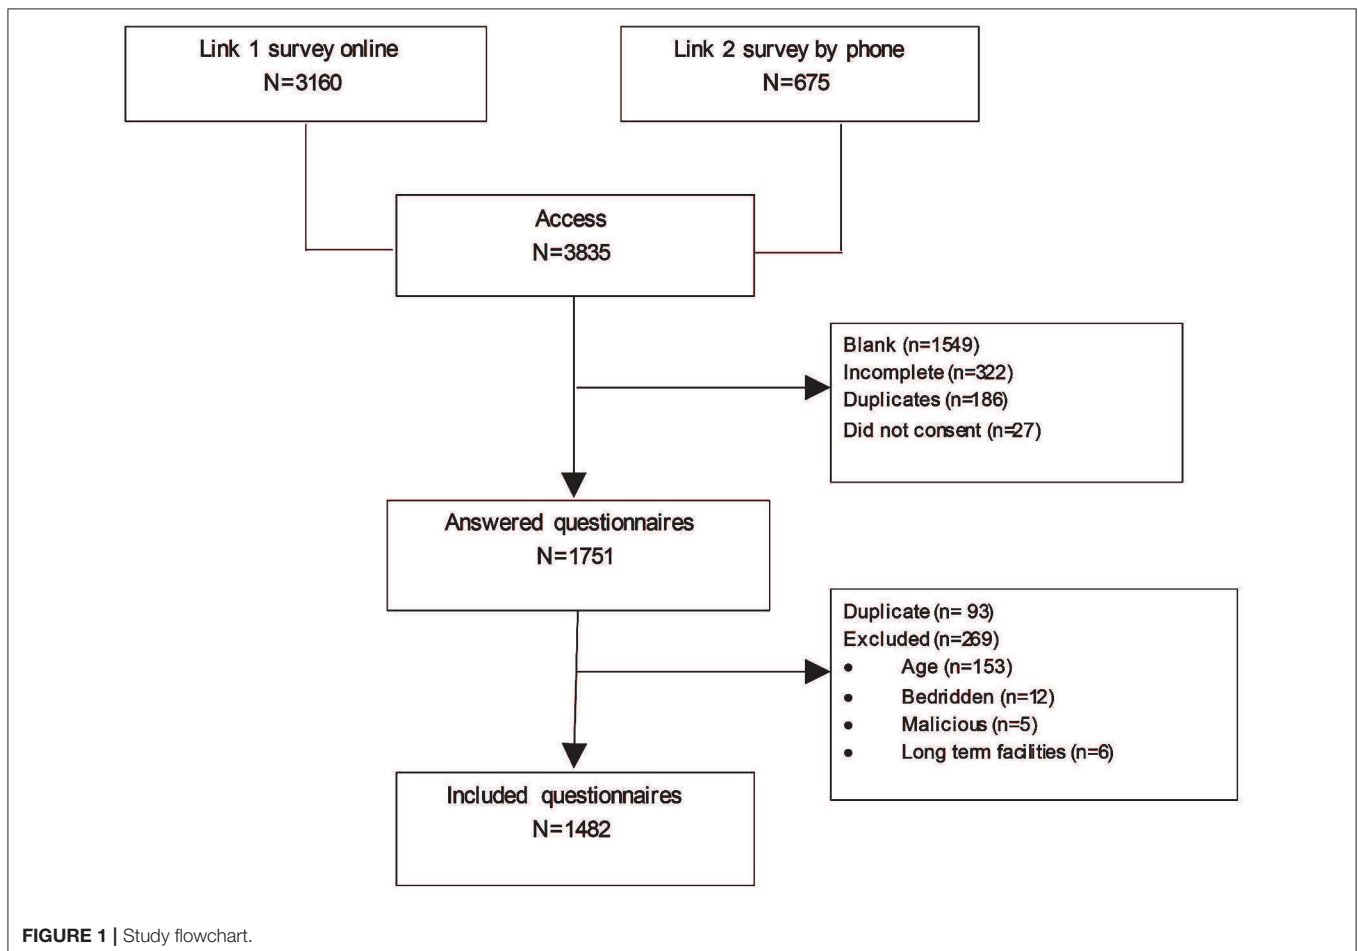 Link 1 survey online
N=3160
Link 2 survey by phone
N=675
Access
N=3835
Blank (n=1549)
Incomplete (n=322)
Duplicates (n=186)
Did not consent (n=27)
Answered questionnaires
N=1751
Duplicate (n= 93)
Excluded (n=269)
• Age (n=153)
• Bedridden (n=12)
• Malicious (n=5)
• Long term facilities (n=6)
Included questionnaires
N=1482
FIGURE 1 | Study flowchart.